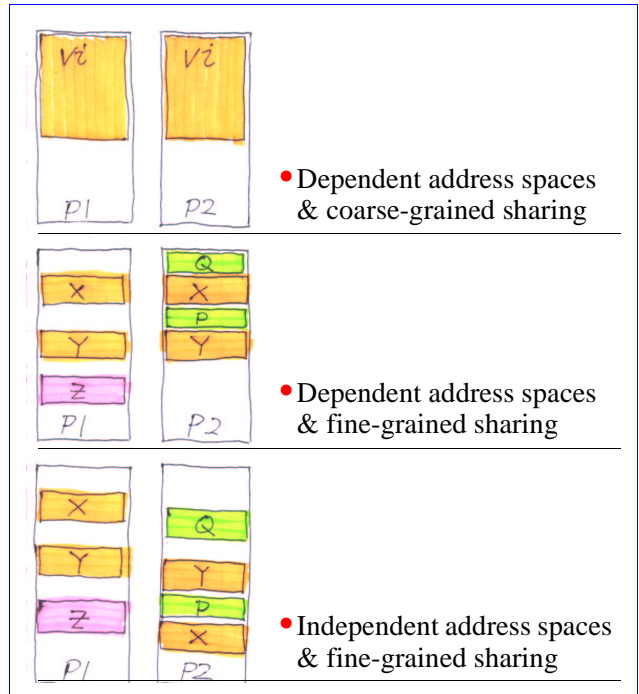 vi
vi
P1
P2
•Dependent address spaces
& coarse-grained sharing
Q
X
X
P
Y
Y
Z
P1
P2
•Dependent address spaces
& fine-grained sharing
X
Q
Y
Y
P
Z
X
P1
P2
•Independent address spaces
& fine-grained sharing